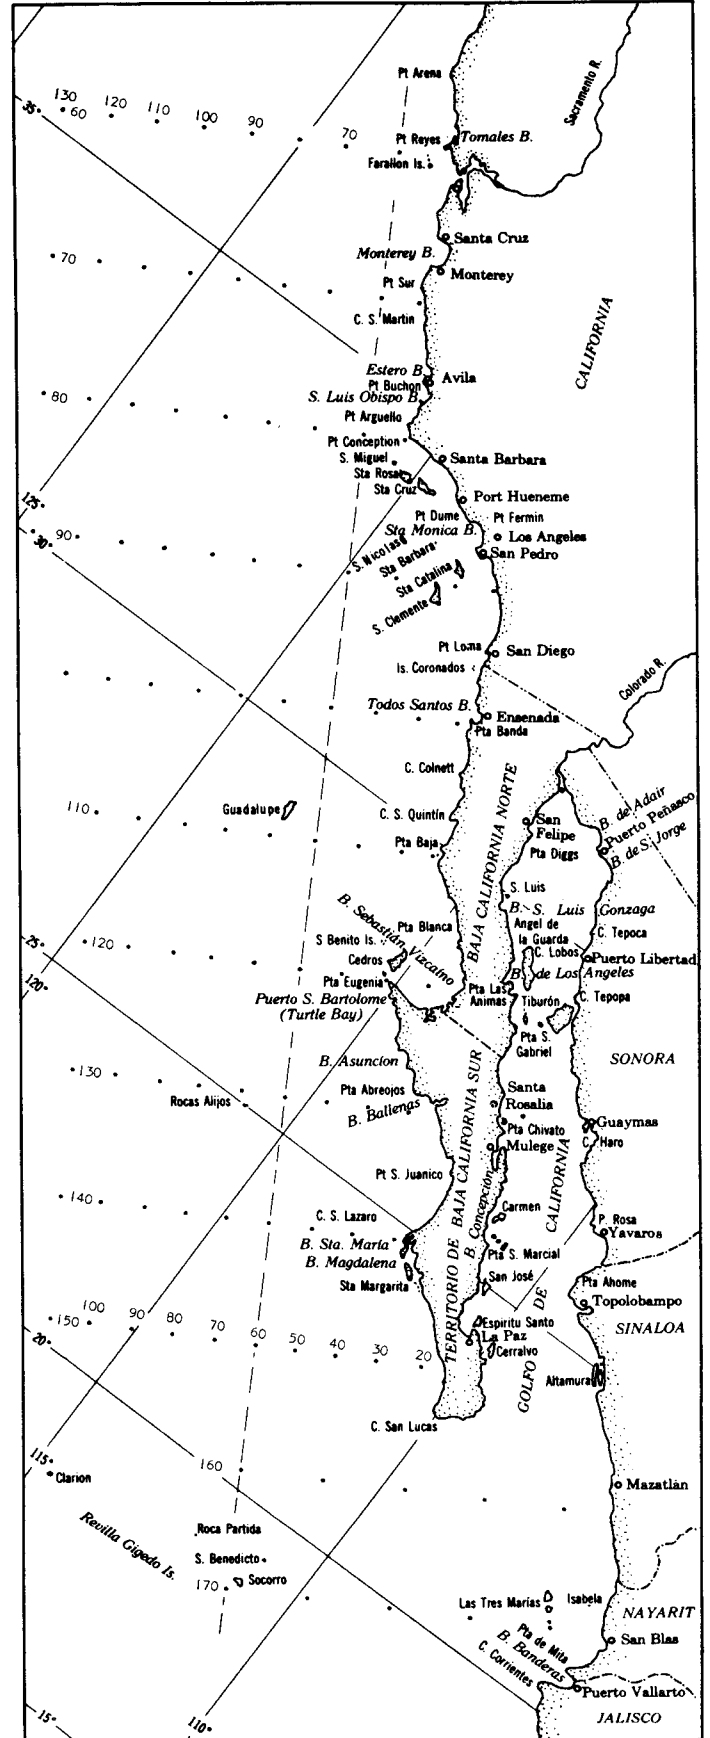 Pt Arena
Sacramento R.
35°
130
60
120
110
100
90
70
Pt Reyes
Tomales B.
Farallon Is.
Santa Cruz
Monterey B.
Monterey
70
Pt Sur
C. S. Martin
CALIFORNIA
Estero B.
Pt Buchon
Avila
S. Luis Obispo B.
80
Pt Arguello
Pt Conception
S. Miguel
Santa Barbara
Sta Rosa
Sta Cruz
Port Hueneme
125°
Pt Dume
Pt Fermin
Sta Monica B.
30°
90
Los Angeles
S. Nicolas
Sta Barbara
San Pedro
Sta Catalina
S. Clemente
Pt Loma
San Diego
Is. Coronados
Colorado R.
Todos Santos B.
Ensenada
Pta Banda
C. Colnett
BAJA CALIFORNIA NORTE
110
Guadalupe
C. S. Quintín
San
Felipe
B. de Adair
Puerto Peñasco
B. de S. Jorge
Pta Baja
Pta Diggs
S. Luis
B. S. Luis Gonzaga
B. Sebastián Vizcaíno
Pta Blanca
Angel de
la Guarda
C. Tepoca
25°
120
S Benito Is.
C. Lobos
Cedros
Puerto Libertad
120°
Pta Eugenia
B. de Los Angeles
Puerto S. Bartolome
(Turtle Bay)
Pta Las
Animas
Tiburón
C. Tepopa
Pta S.
Gabriel
B. Asuncion
SONORA
130
Rocas Alijos
Pta Abreojos
B. Ballenas
Santa
Rosalia
Pta Chivato
Guaymas
Mulege
C. Haro
TERRITORIO DE BAJA CALIFORNIA SUR
B. Concepción
GOLFO DE CALIFORNIA
Pt S. Juanico
140
C. S. Lazaro
Carmen
P. Rosa
Yavaros
B. Sta. María
B. Magdalena
Pta S. Marcial
Sta Margarita
San José
Pta Ahome
Topolobampo
150
100
90
80
70
60
50
40
30
20
Espiritu Santo
La Paz
Cerralvo
SINALOA
20°
Altamura
C. San Lucas
115°
Clarion
160
Mazatlán
Revilla Gigedo Is.
Roca Partida
S. Benedicto
170
Socorro
Las Tres Marías
Isabela
NAYARIT
Pta de Mita
San Blas
B. Banderas
C. Corrientes
Puerto Vallarto
15°
110°
JALISCO